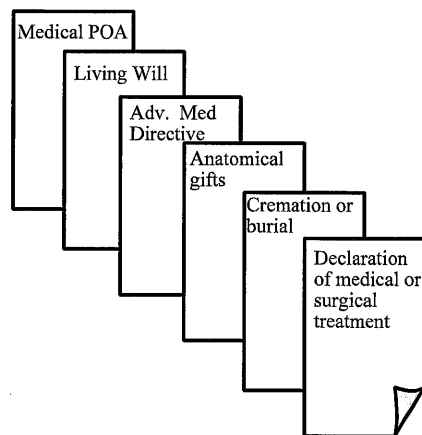 Medical POA
Living Will
Adv. Med
Directive
Anatomical
gifts
Cremation or
burial
Declaration
of medical or
surgical
treatment